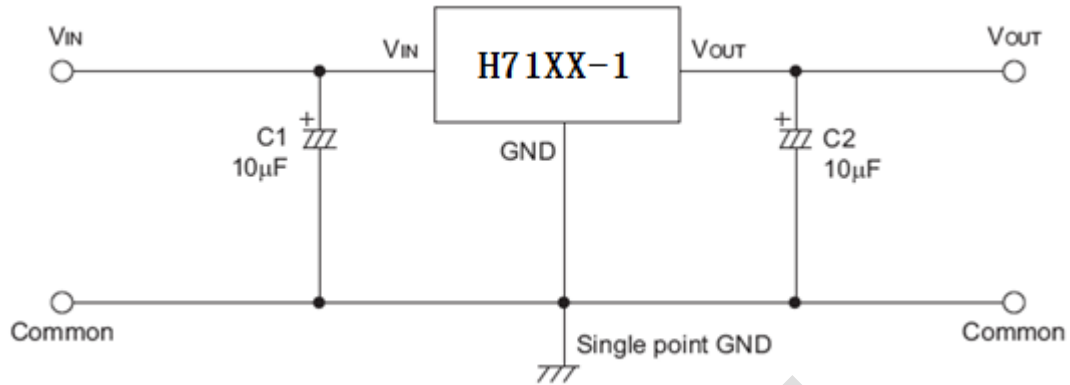 VIN
VIN
H71XX-1
VOUT
VOUT
+
C1
10μF
GND
+
C2
10μF
Common
Single point GND
Common